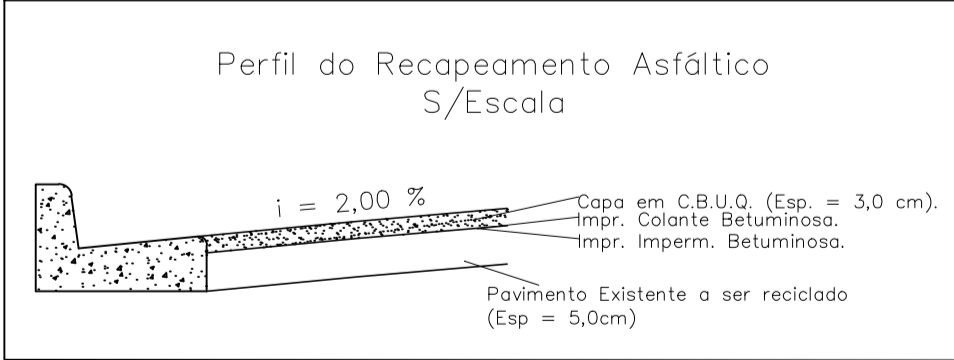 Perfil do Recapeamento Asfáltico
S/Escala
i = 2,00 %
Capa em C.B.U.Q. (Esp. = 3,0 cm).
Impr. Colante Betuminosa.
Impr. Imperm. Betuminosa.
Pavimento Existente a ser reciclado
(Esp = 5,0cm)